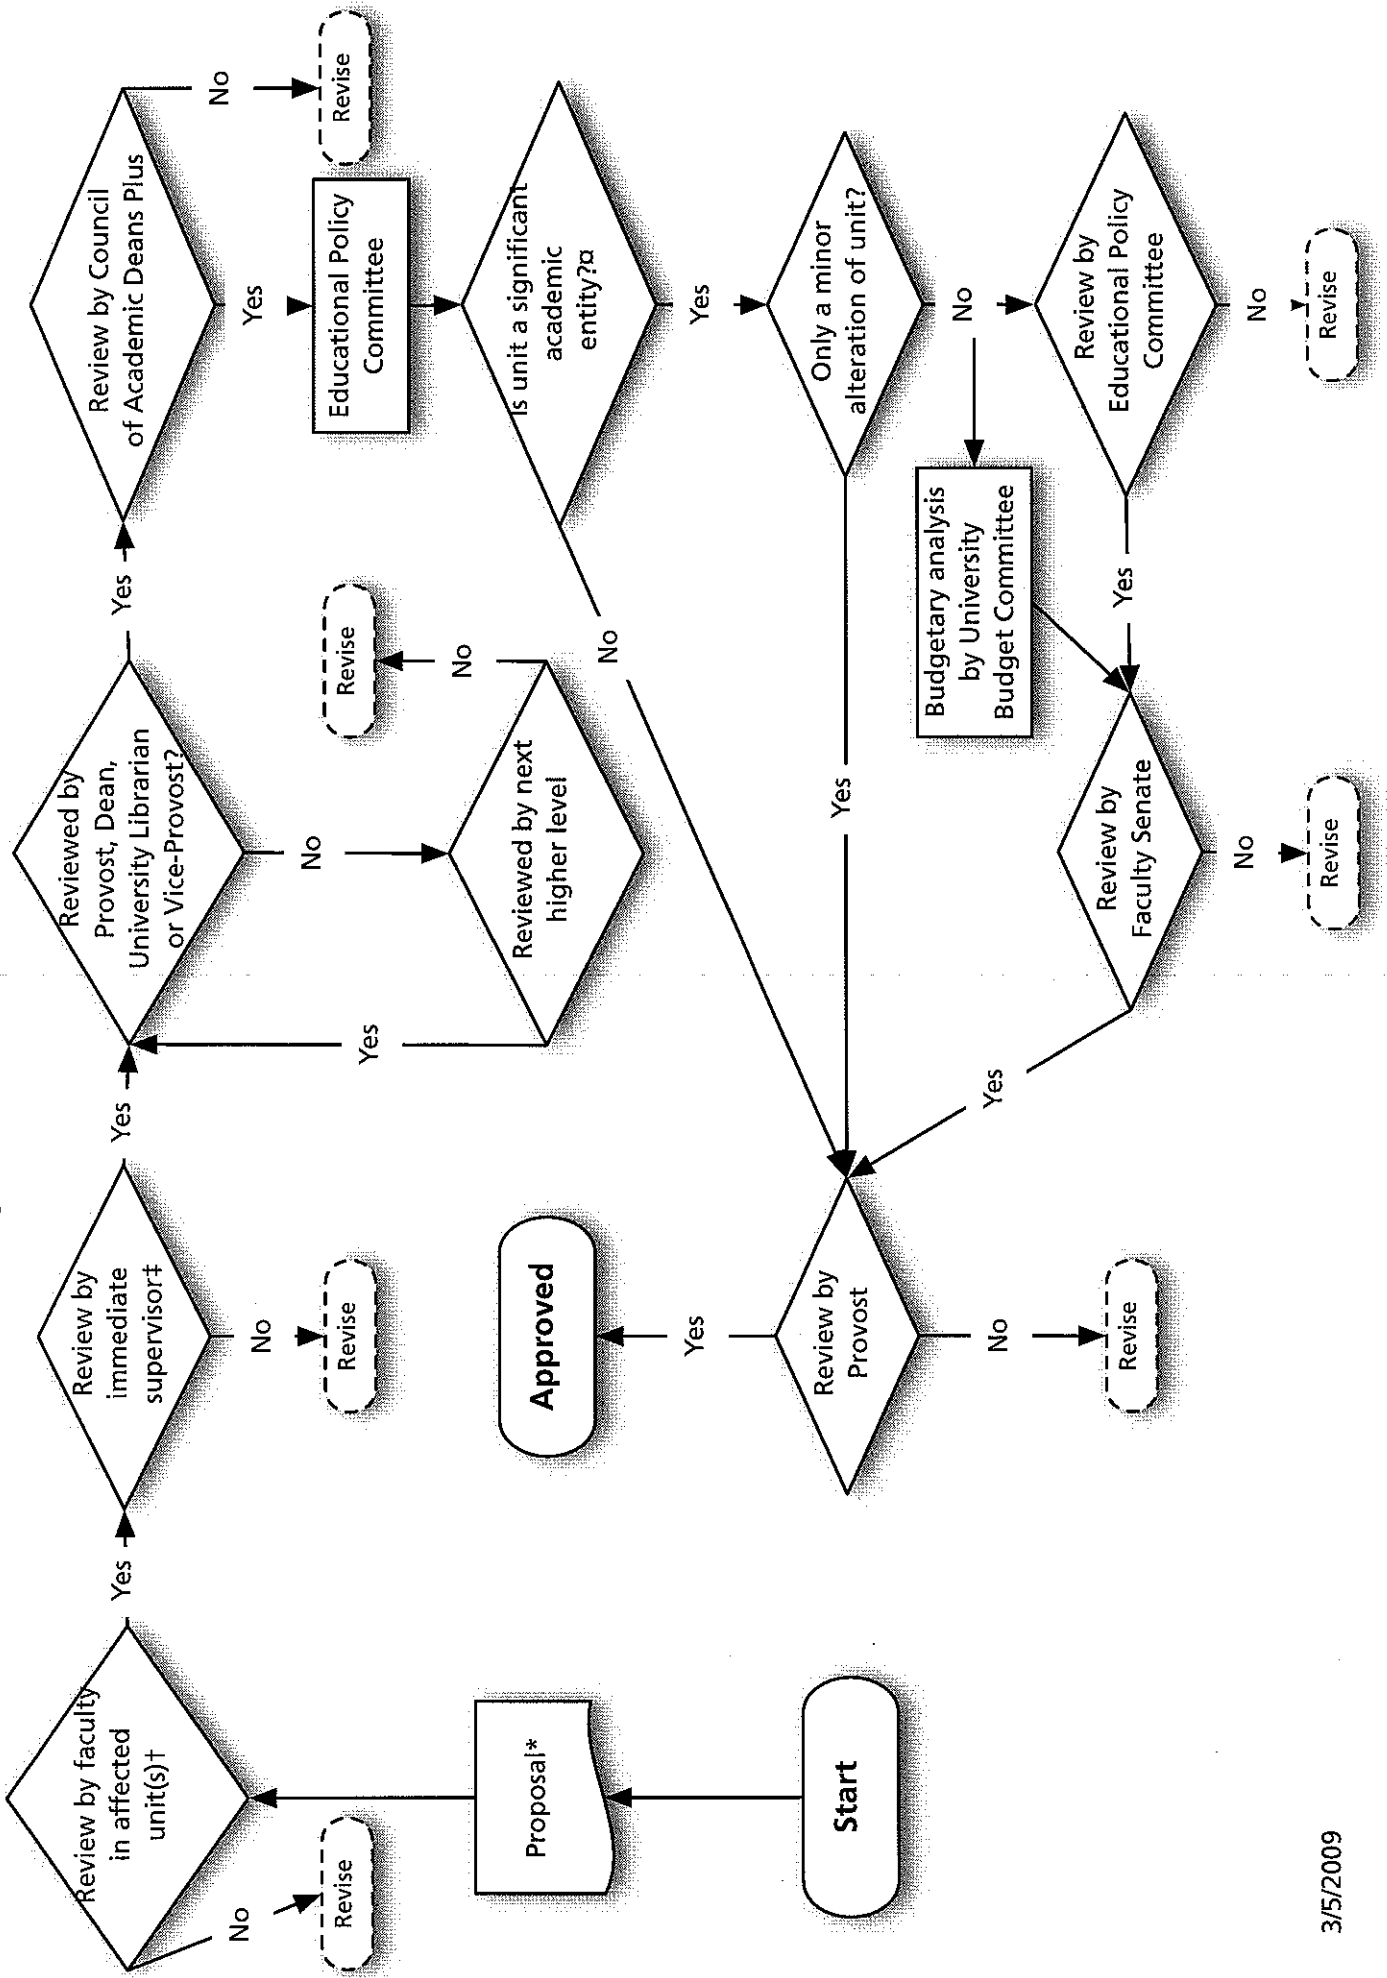 Review by faculty
in affected
unit(s)†
No
Revise
Yes
Proposal*
Start
Review by
immediate
supervisor‡
No
Revise
Yes
Reviewed by
Provost, Dean,
University Librarian
or Vice-Provost?
No
Yes
Reviewed by next
higher level
Yes
No
Revise
Review by Council
of Academic Deans Plus
No
Revise
Yes
Educational Policy
Committee
Is unit a significant
academic
entity?¤
No
Yes
Only a minor
alteration of unit?
Yes
No
Budgetary analysis
by University
Budget Committee
Review by
Educational Policy
Committee
No
Revise
Yes
Review by
Faculty Senate
No
Revise
Yes
Review by
Provost
No
Revise
Yes
Approved
3/5/2009